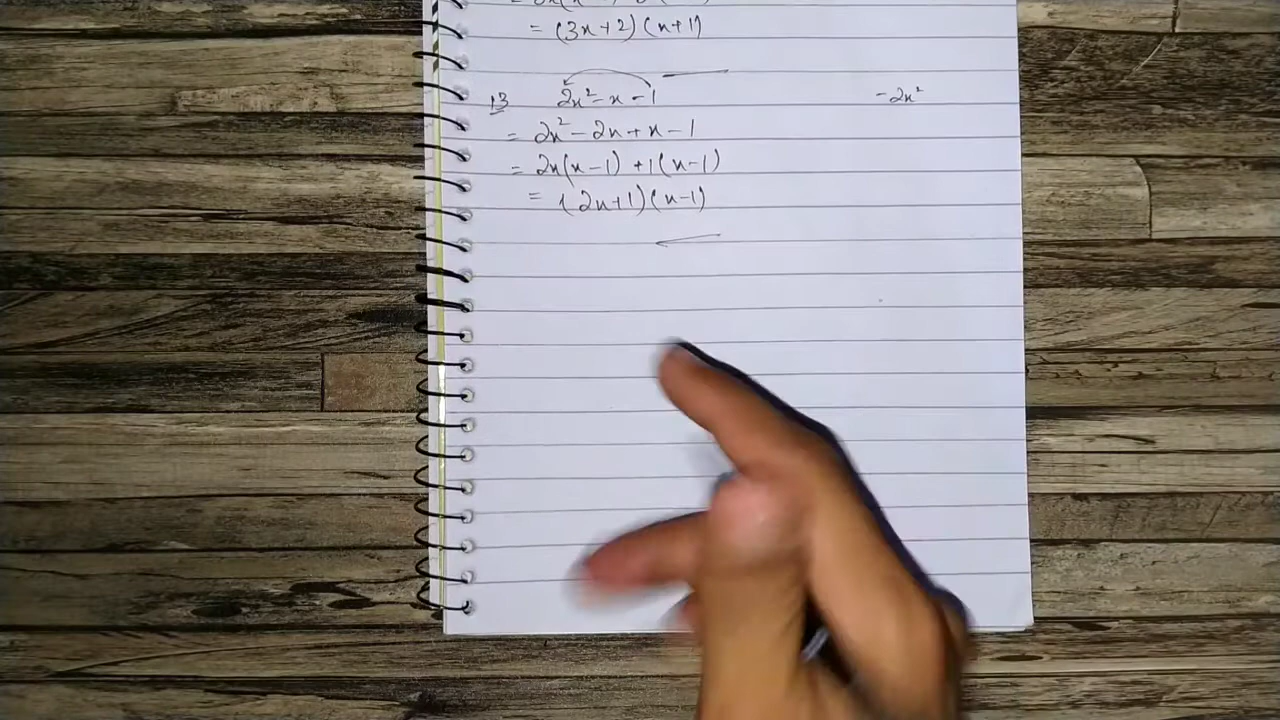 = (3x+2)(x+1)
13 2x² - x - 1 -2x²
= 2x² - 2x + x - 1
= 2x(x-1) + 1(x-1)
= (2x+1)(x-1)